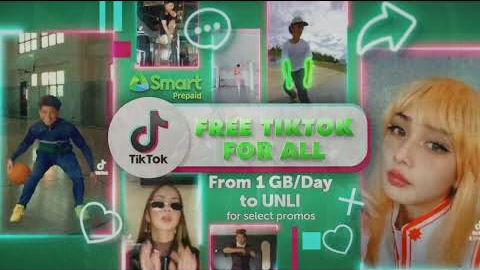 Smart
Prepaid
TikTok
FREE TIKTOK
FOR ALL
From 1 GB/Day
to UNLI
for select promos